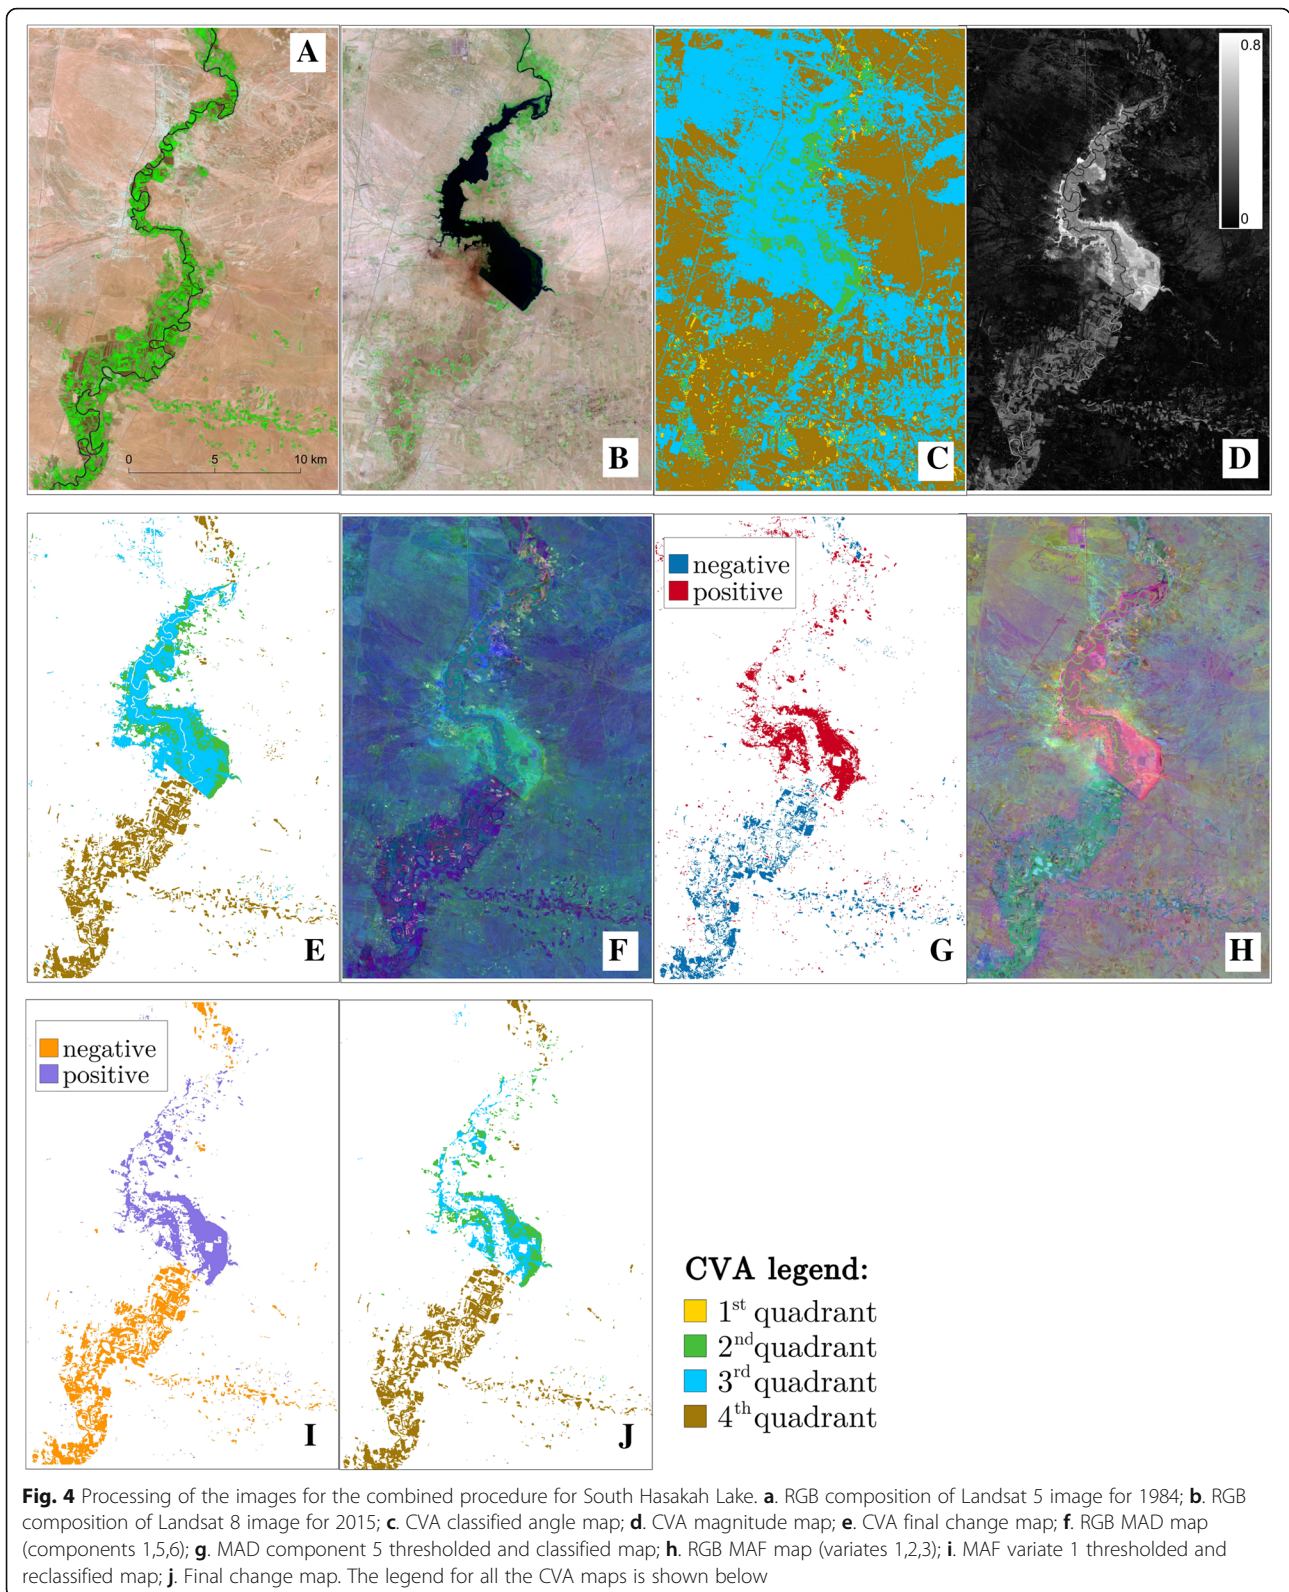 A
0 5 10 km
B
C
0.8
0
D
E
F
negative
positive
G
H
negative
positive
I
J
CVA legend:
1st quadrant
2nd quadrant
3rd quadrant
4th quadrant
Fig. 4 Processing of the images for the combined procedure for South Hasakah Lake. a. RGB composition of Landsat 5 image for 1984; b. RGB
composition of Landsat 8 image for 2015; c. CVA classified angle map; d. CVA magnitude map; e. CVA final change map; f. RGB MAD map
(components 1,5,6); g. MAD component 5 thresholded and classified map; h. RGB MAF map (variates 1,2,3); i. MAF variate 1 thresholded and
reclassified map; j. Final change map. The legend for all the CVA maps is shown below